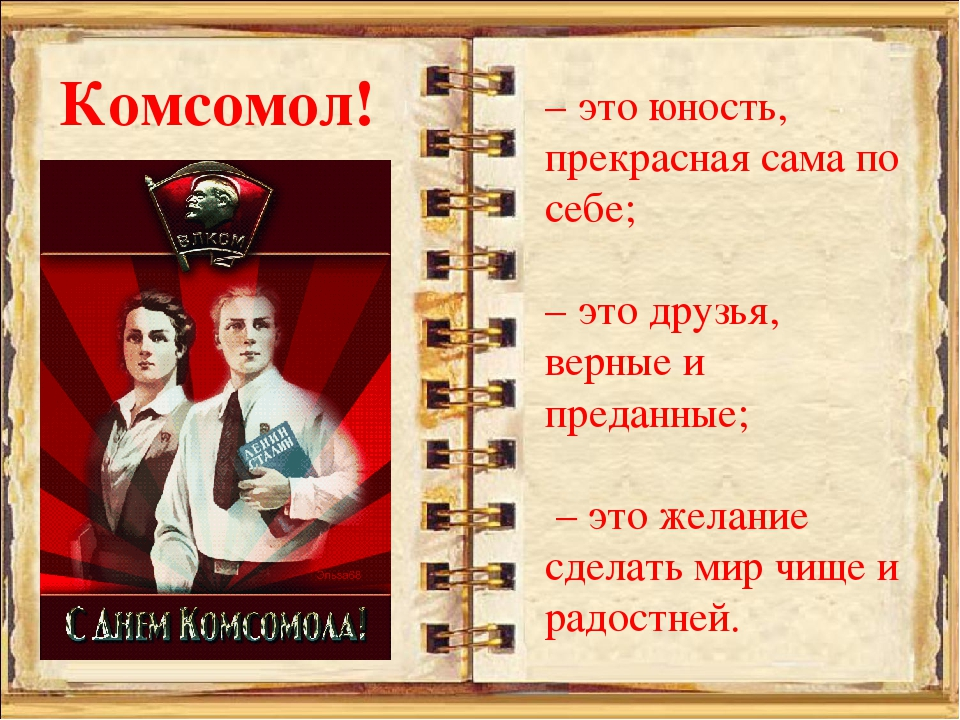 Комсомол!
ВЛКСМ
ЛЕНИН
СТАЛИН
С Днем Комсомола!
– это юность,
прекрасная сама по
себе;
– это друзья,
верные и
преданные;
– это желание
сделать мир чище и
радостней.